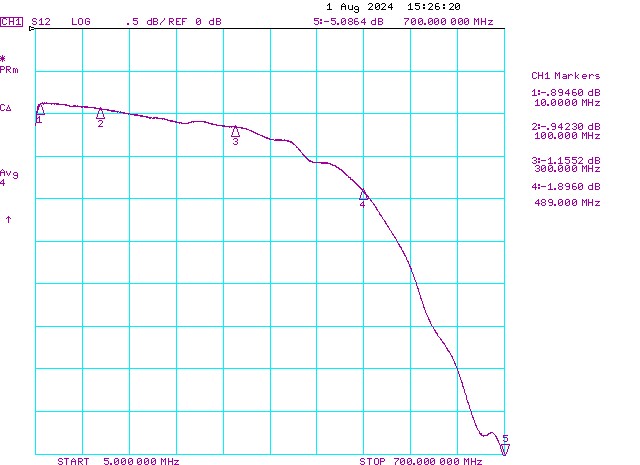 1 Aug 2024 15:26:20
CH1 S12 LOG .5 dB/REF 0 dB 5:-5.0864 dB 700.000 000 MHz
*
PRm
CΔ
Avg
4
↑
CH1 Markers
1:-.89460 dB
10.0000 MHz
2:-.94230 dB
100.000 MHz
3:-1.1552 dB
300.000 MHz
4:-1.8960 dB
489.000 MHz
1
2
3
4
5
START 5.000 000 MHz STOP 700.000 000 MHz